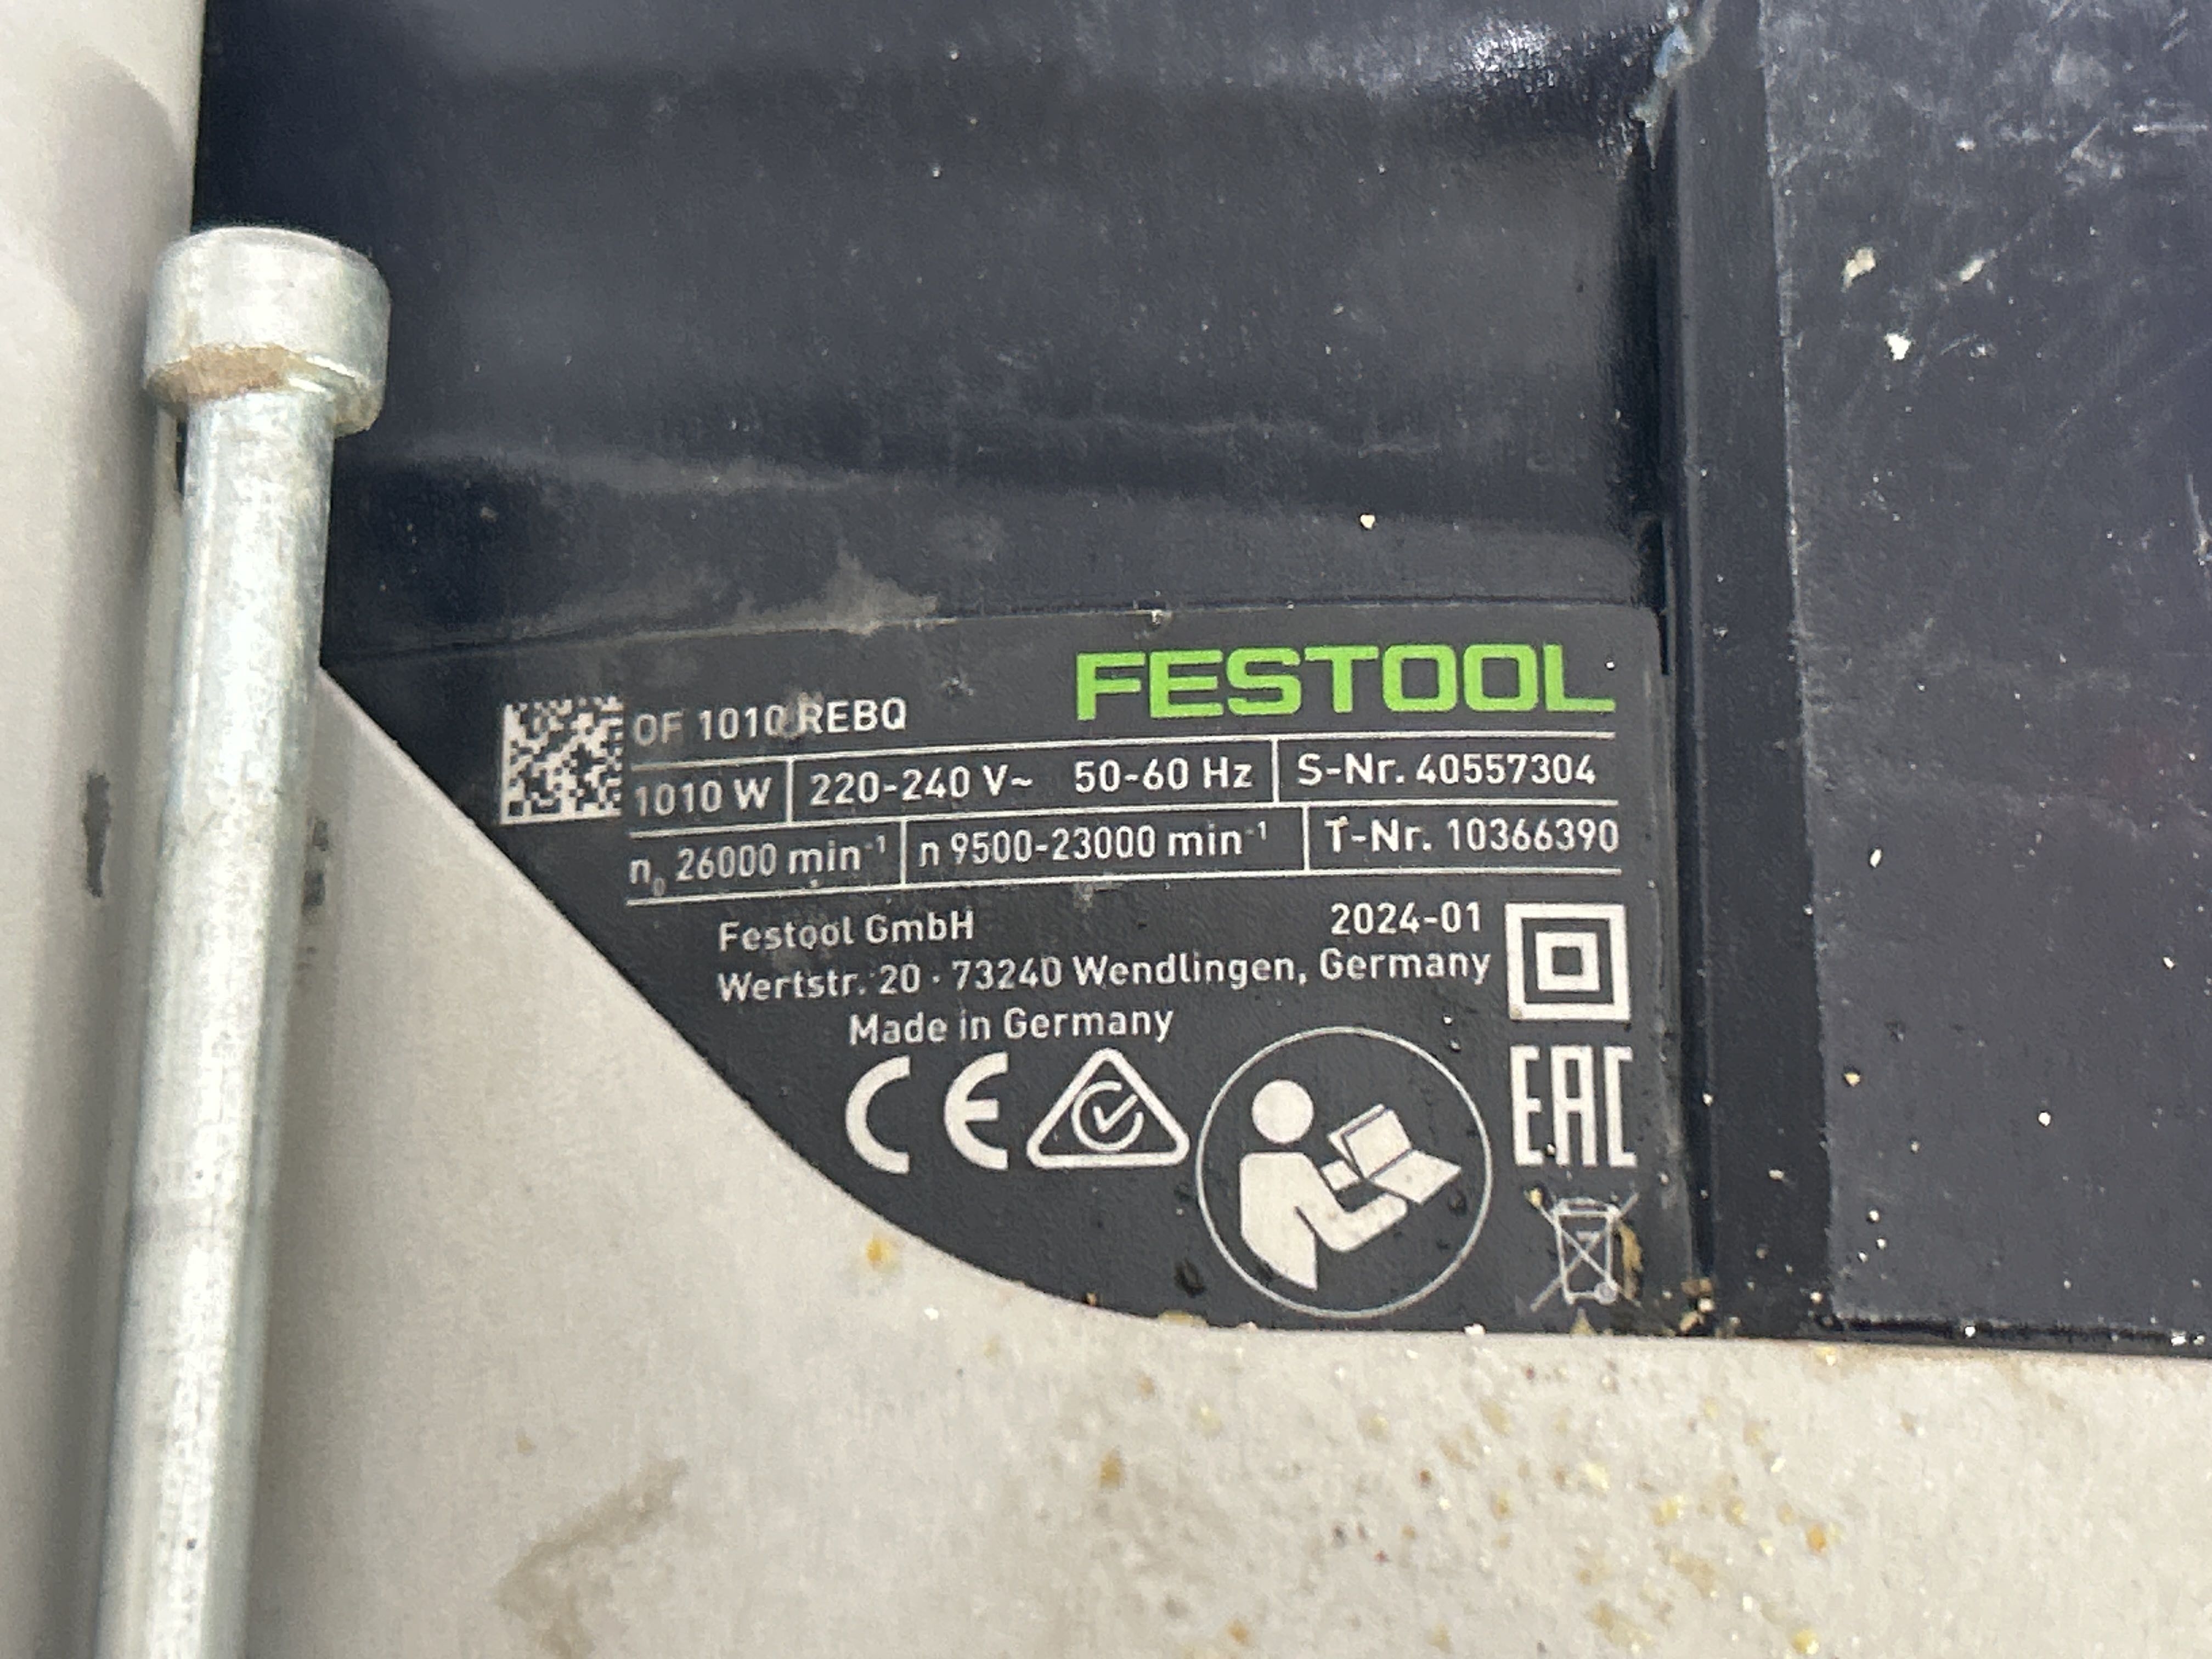 FESTOOL
OF 1010 REBQ
1010 W 220-240 V~ 50-60 Hz S-Nr. 40557304
n₀ 26000 min⁻¹ n 9500-23000 min⁻¹ T-Nr. 10366390
Festool GmbH 2024-01
Wertstr. 20 · 73240 Wendlingen, Germany
Made in Germany
CE
EAC